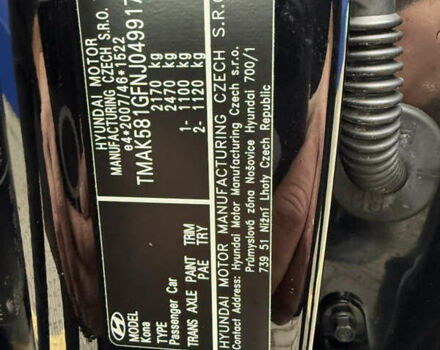 HYUNDAI MOTOR
MANUFACTURING CZECH S.R.O.
e4*2007/46*1522
TMAK581GFNJ049917
2170 kg
2470 kg
1- 1100 kg
2- 1120 kg
MODEL
Kona
TYPE
Passenger Car
TRANS AXLE PAINT TRIM
PAE TRY
HYUNDAI MOTOR MANUFACTURING CZECH S.R.O.
Contact Address: Hyundai Motor Manufacturing Czech s.r.o.
Průmyslová zóna Nošovice Hyundai 700/1
739 51 Nižní Lhoty Czech Republic